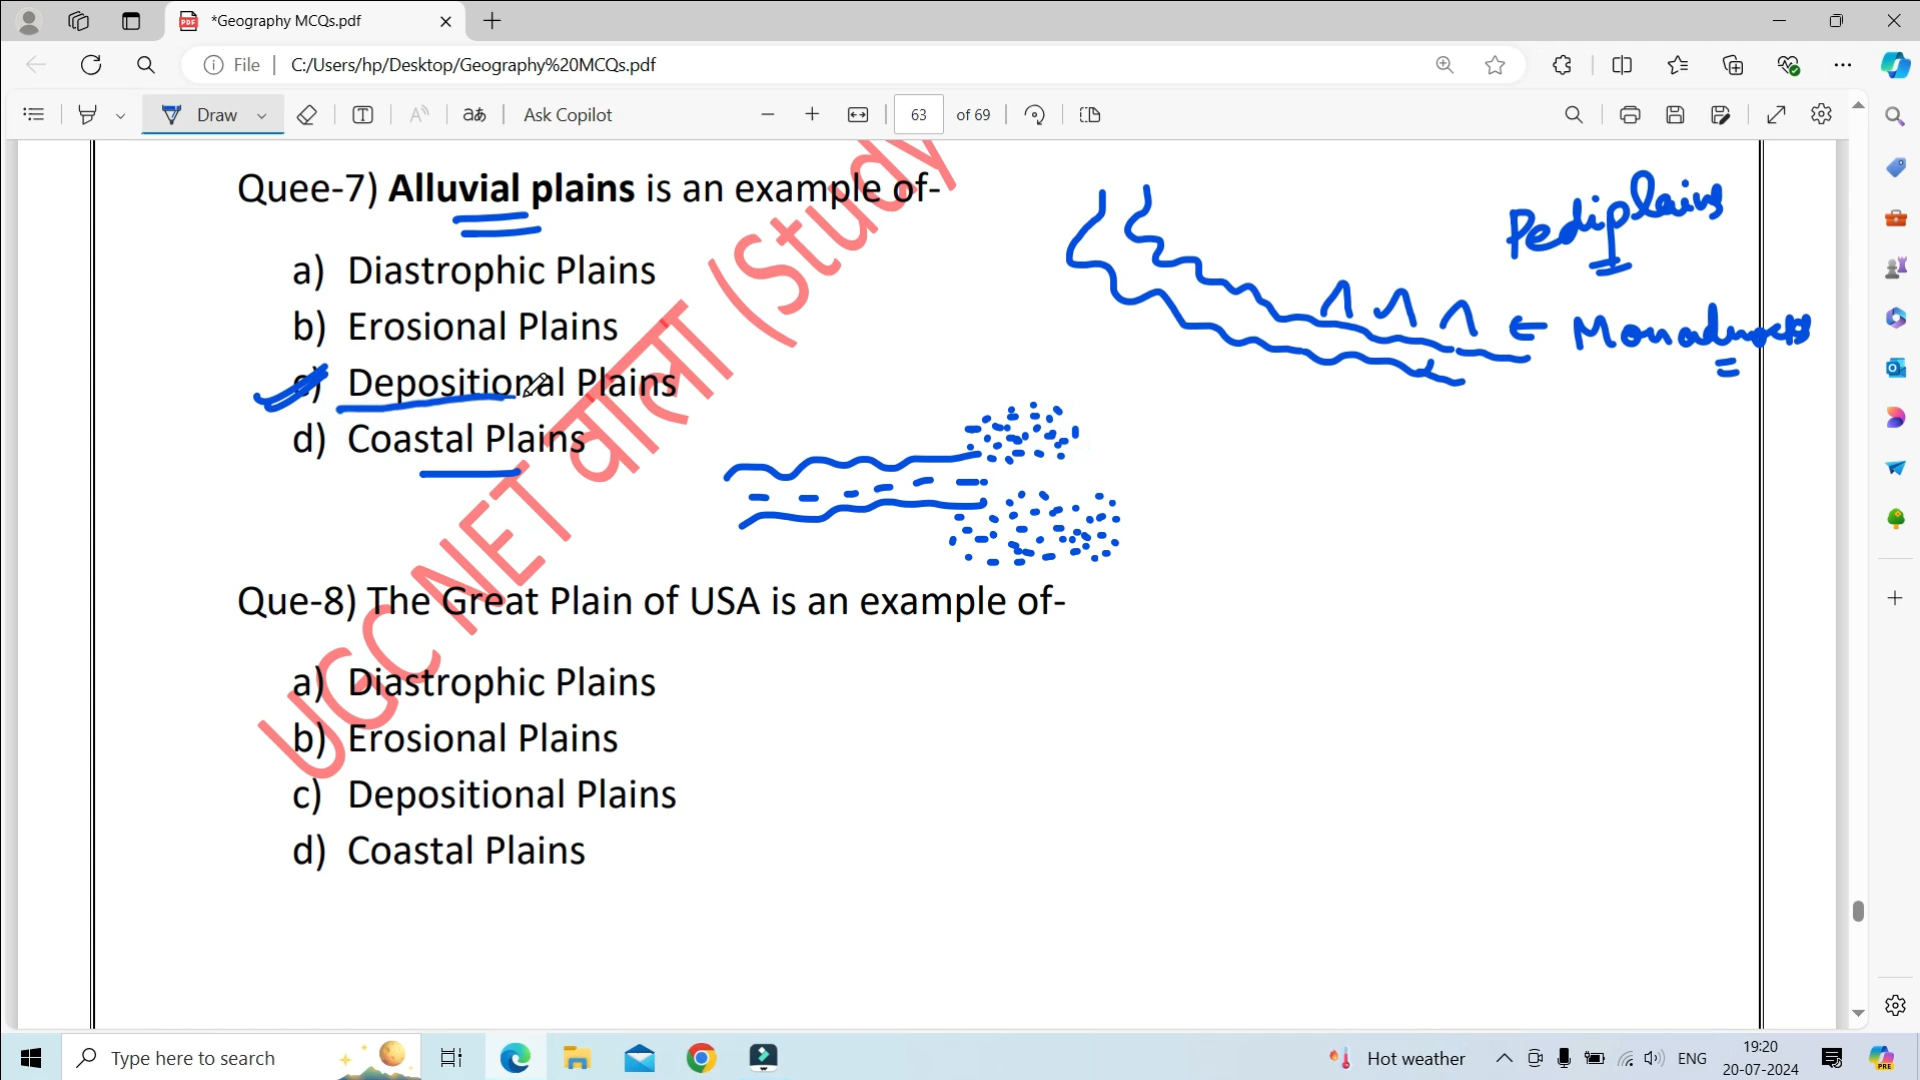 *Geography MCQs.pdf
File C:/Users/hp/Desktop/Geography%20MCQs.pdf
Draw aあ Ask Copilot 63 of 69
Quee-7) Alluvial plains is an example of-
a) Diastrophic Plains
b) Erosional Plains
c) Depositional Plains
d) Coastal Plains
Pediplains
Monadnocks
Que-8) The Great Plain of USA is an example of-
a) Diastrophic Plains
b) Erosional Plains
c) Depositional Plains
d) Coastal Plains
UGC NET वाला (Study
Type here to search
Hot weather
ENG
19:20
20-07-2024